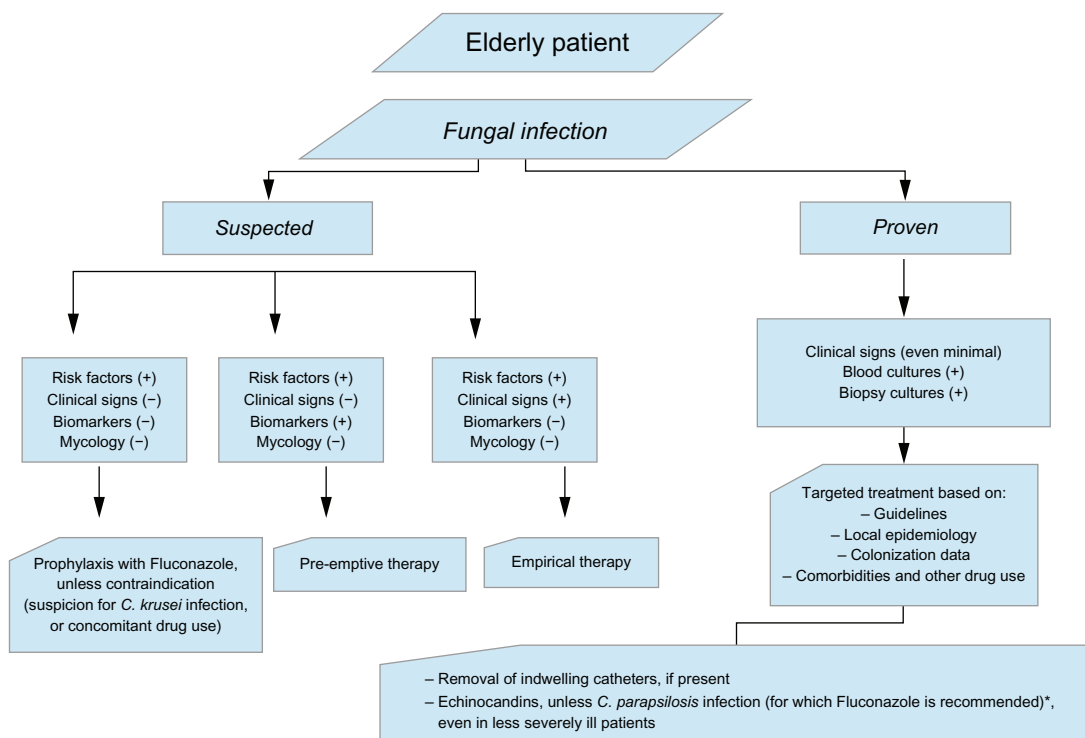 Elderly patient
Fungal infection
Suspected
Proven
Risk factors (+)
Clinical signs (−)
Biomarkers (−)
Mycology (−)
Risk factors (+)
Clinical signs (−)
Biomarkers (+)
Mycology (−)
Risk factors (+)
Clinical signs (+)
Biomarkers (−)
Mycology (−)
Clinical signs (even minimal)
Blood cultures (+)
Biopsy cultures (+)
Prophylaxis with Fluconazole,
unless contraindication
(suspicion for C. krusei infection,
or concomitant drug use)
Pre-emptive therapy
Empirical therapy
Targeted treatment based on:
– Guidelines
– Local epidemiology
– Colonization data
– Comorbidities and other drug use
– Removal of indwelling catheters, if present
– Echinocandins, unless C. parapsilosis infection (for which Fluconazole is recommended)*,
even in less severely ill patients